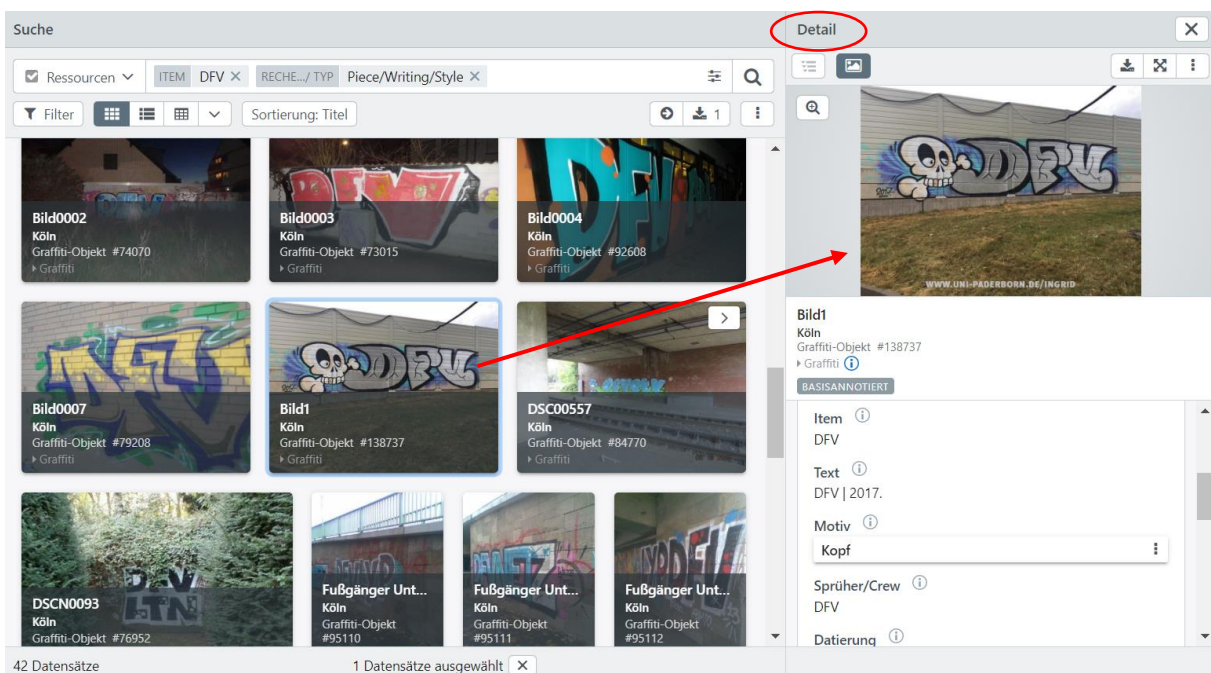 Suche
Ressourcen ITEM DFV RECHE.../ TYP Piece/Writing/Style
Filter Sortierung: Titel 1
Bild0002
Köln
Graffiti-Objekt #74070
Graffiti
Bild0003
Köln
Graffiti-Objekt #73015
Graffiti
DFV
Bild0004
Köln
Graffiti-Objekt #92608
Graffiti
Bild0007
Köln
Graffiti-Objekt #79208
Graffiti
DFV
Bild1
Köln
Graffiti-Objekt #138737
Graffiti
DSC00557
Köln
Graffiti-Objekt #84770
Graffiti
DFV
LTN
DSCN0093
Köln
Graffiti-Objekt #76952
Fußgänger Unt...
Köln
Graffiti-Objekt
#95110
Fußgänger Unt...
Köln
Graffiti-Objekt
#95111
Fußgänger Unt...
Köln
Graffiti-Objekt
#95112
42 Datensätze 1 Datensätze ausgewählt
Detail
DFV
WWW.UNI-PADERBORN.DE/INGRID
Bild1
Köln
Graffiti-Objekt #138737
Graffiti
BASISANNOTIERT
Item
DFV
Text
DFV | 2017.
Motiv
Kopf
Sprüher/Crew
DFV
Datierung